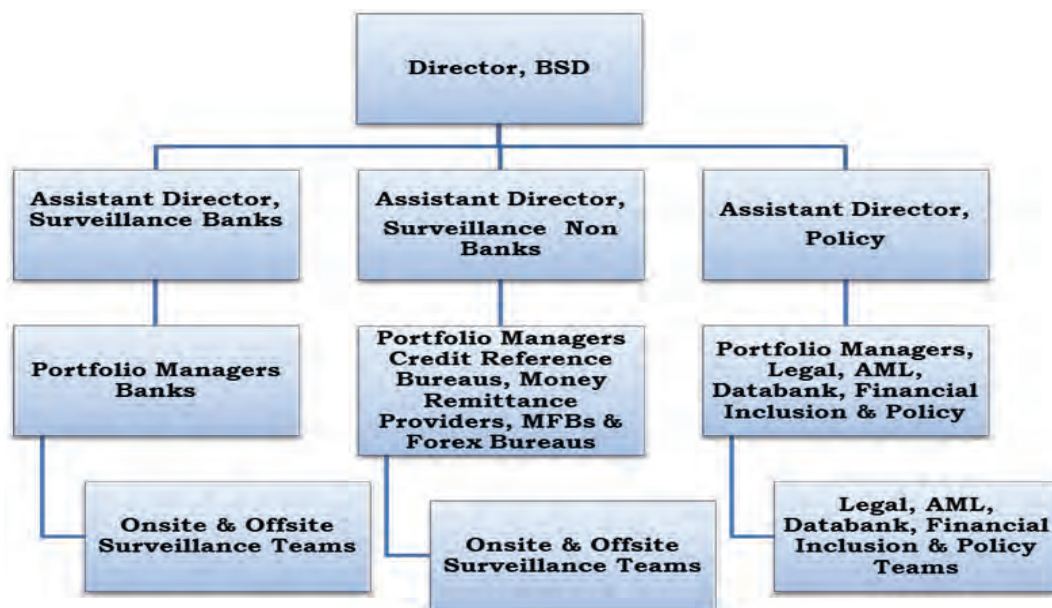 Director, BSD
Assistant Director,
Surveillance Banks
Assistant Director,
Surveillance Non
Banks
Assistant Director,
Policy
Portfolio Managers
Banks
Portfolio Managers
Credit Reference
Bureaus, Money
Remittance
Providers, MFBs &
Forex Bureaus
Portfolio Managers,
Legal, AML,
Databank, Financial
Inclusion & Policy
Onsite & Offsite
Surveillance Teams
Onsite & Offsite
Surveillance Teams
Legal, AML,
Databank, Financial
Inclusion & Policy
Teams